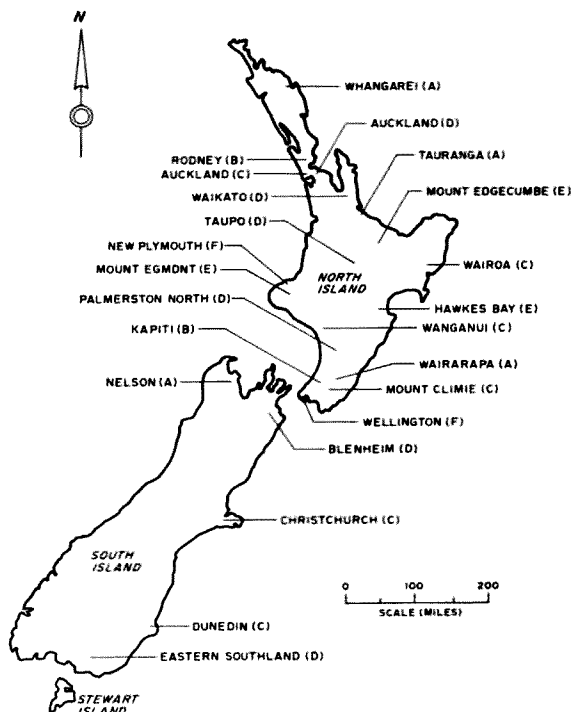 N
WHANGAREI (A)
AUCKLAND (D)
RODNEY (B)
TAURANGA (A)
AUCKLAND (C)
WAIKATO (D)
MOUNT EDGECUMBE (E)
TAUPO (D)
NEW PLYMOUTH (F)
NORTH
ISLAND
WAIROA (C)
MOUNT EGMONT (E)
PALMERSTON NORTH (D)
HAWKES BAY (E)
KAPITI (B)
WANGANUI (C)
WAIRARAPA (A)
NELSON (A)
MOUNT CLIMIE (C)
WELLINGTON (F)
BLENHEIM (D)
CHRISTCHURCH (C)
SOUTH
ISLAND
0 100 200
SCALE (MILES)
DUNEDIN (C)
EASTERN SOUTHLAND (D)
STEWART
ISLAND